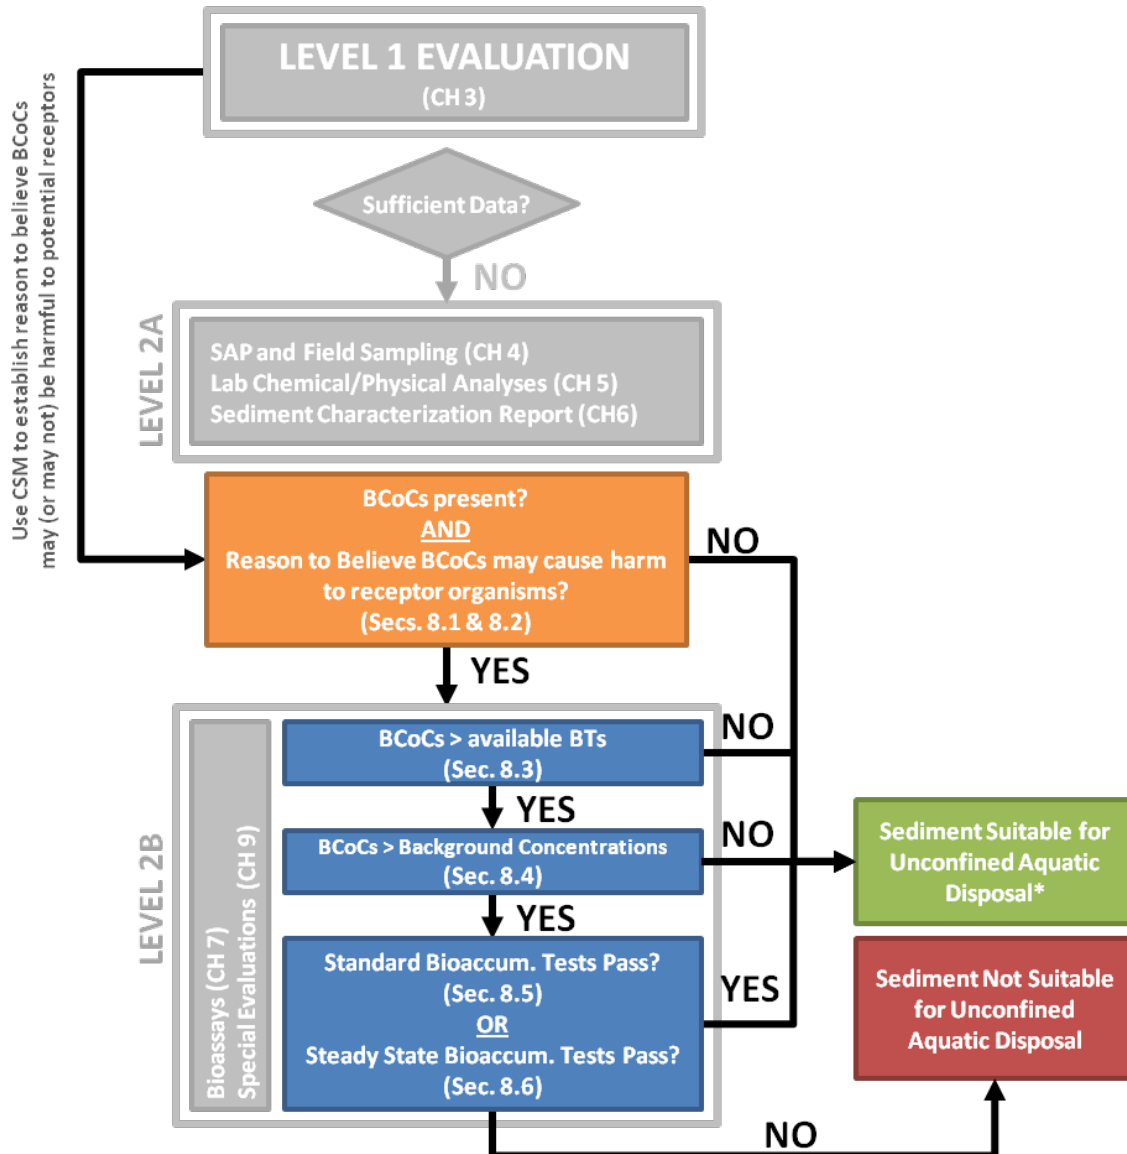 Use CSM to establish reason to believe BCoCs
may (or may not) be harmful to potential receptors
LEVEL 1 EVALUATION
(CH 3)
Sufficient Data?
NO
LEVEL 2A
SAP and Field Sampling (CH 4)
Lab Chemical/Physical Analyses (CH 5)
Sediment Characterization Report (CH6)
BCoCs present?
AND
Reason to Believe BCoCs may cause harm
to receptor organisms?
(Secs. 8.1 & 8.2)
NO
YES
LEVEL 2B
Bioassays (CH 7)
Special Evaluations (CH 9)
BCoCs > available BTs
(Sec. 8.3)
NO
YES
BCoCs > Background Concentrations
(Sec. 8.4)
NO
YES
Standard Bioaccum. Tests Pass?
(Sec. 8.5)
OR
Steady State Bioaccum. Tests Pass?
(Sec. 8.6)
YES
NO
Sediment Suitable for
Unconfined Aquatic
Disposal*
Sediment Not Suitable
for Unconfined
Aquatic Disposal